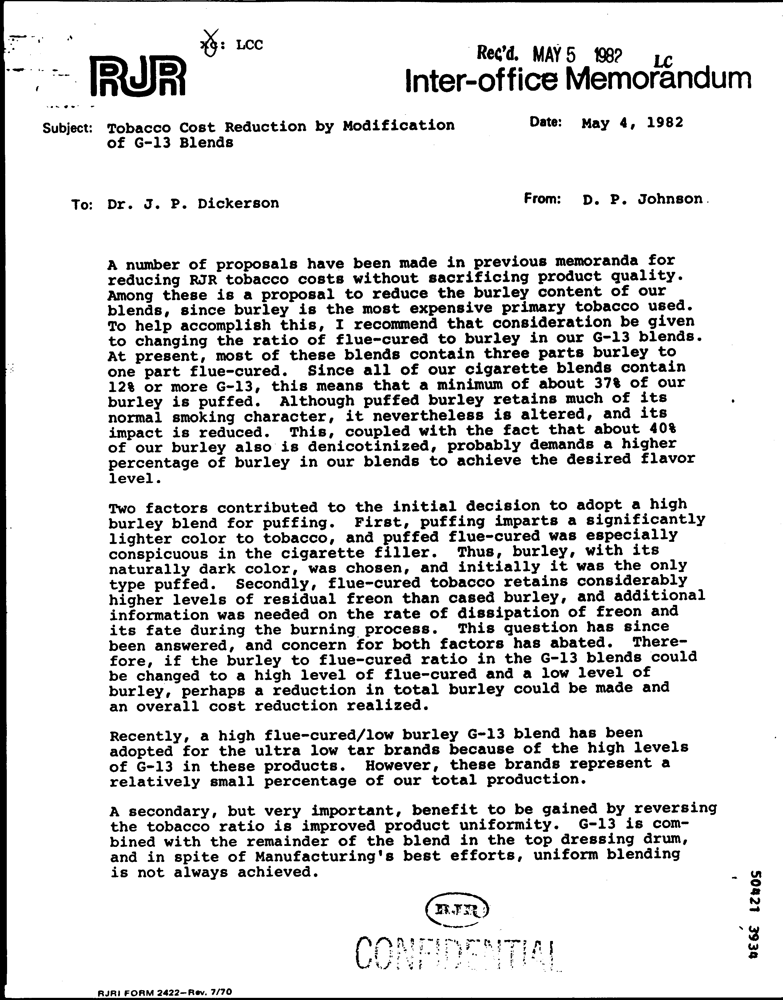 : LCC
Rec'd. MAY 5 1982
LC
RJR
Inter-office Memorandum
Subject: Tobacco Cost Reduction by Modification
of G-13 Blends
Date: May 4, 1982
To: Dr. J. P. Dickerson
From: D. P. Johnson.
A number of proposals have been made in previous memoranda for
reducing RJR tobacco costs without sacrificing product quality.
Among these is a proposal to reduce the burley content of our
blends, since burley is the most expensive primary tobacco used.
To help accomplish this, I recommend that consideration be given
to changing the ratio of flue-cured to burley in our G-13 blends.
At present, most of these blends contain three parts burley to
one part flue-cured. Since all of our cigarette blends contain
12% or more G-13, this means that a minimum of about 37% of our
burley is puffed. Although puffed burley retains much of its
normal smoking character, it nevertheless is altered, and its
impact is reduced. This, coupled with the fact that about 40%
of our burley also is denicotinized, probably demands a higher
percentage of burley in our blends to achieve the desired flavor
level.
Two factors contributed to the initial decision to adopt a high
burley blend for puffing. First, puffing imparts a significantly
lighter color to tobacco, and puffed flue-cured was especially
conspicuous in the cigarette filler. Thus, burley, with its
naturally dark color, was chosen, and initially it was the only
type puffed. Secondly, flue-cured tobacco retains considerably
higher levels of residual freon than cased burley, and additional
information was needed on the rate of dissipation of freon and
its fate during the burning process. This question has since
been answered, and concern for both factors has abated. There-
fore, if the burley to flue-cured ratio in the G-13 blends could
be changed to a high level of flue-cured and a low level of
burley, perhaps a reduction in total burley could be made and
an overall cost reduction realized.
Recently, a high flue-cured/low burley G-13 blend has been
adopted for the ultra low tar brands because of the high levels
of G-13 in these products. However, these brands represent a
relatively small percentage of our total production.
A secondary, but very important, benefit to be gained by reversing
the tobacco ratio is improved product uniformity. G-13 is com-
bined with the remainder of the blend in the top dressing drum,
and in spite of Manufacturing's best efforts, uniform blending
is not always achieved.
RJR
CONFIDENTIAL
50421 3934
RJRI FORM 2422-Rev. 7/70